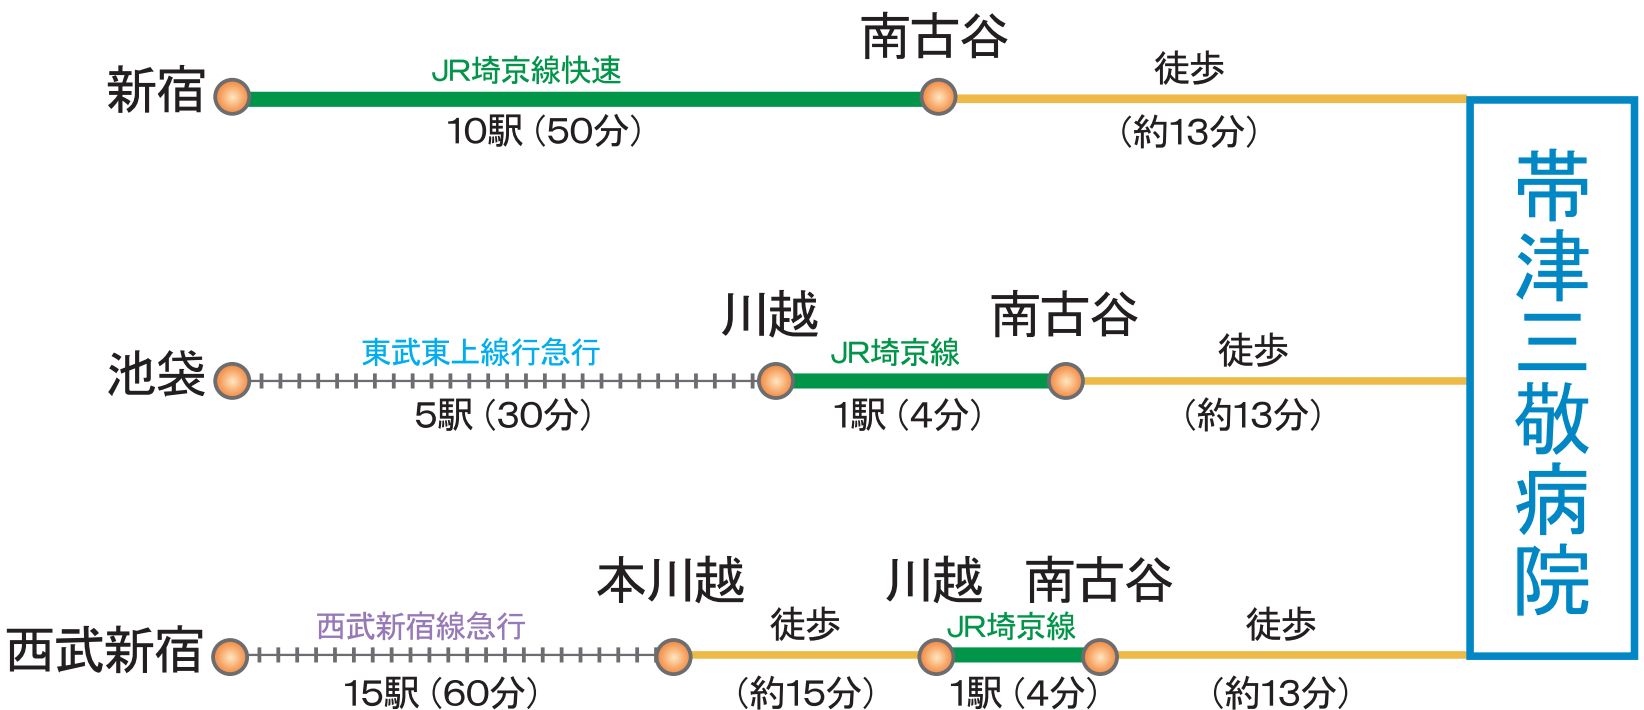 南古谷
新宿
JR埼京線快速
徒歩
10駅（50分）
（約13分）
川越
南古谷
池袋
東武東上線行急行
JR埼京線
徒歩
5駅（30分）
1駅（4分）
（約13分）
本川越
川越
南古谷
西武新宿
西武新宿線急行
徒歩
JR埼京線
徒歩
15駅（60分）
（約15分）
1駅（4分）
（約13分）
帯津三敬病院